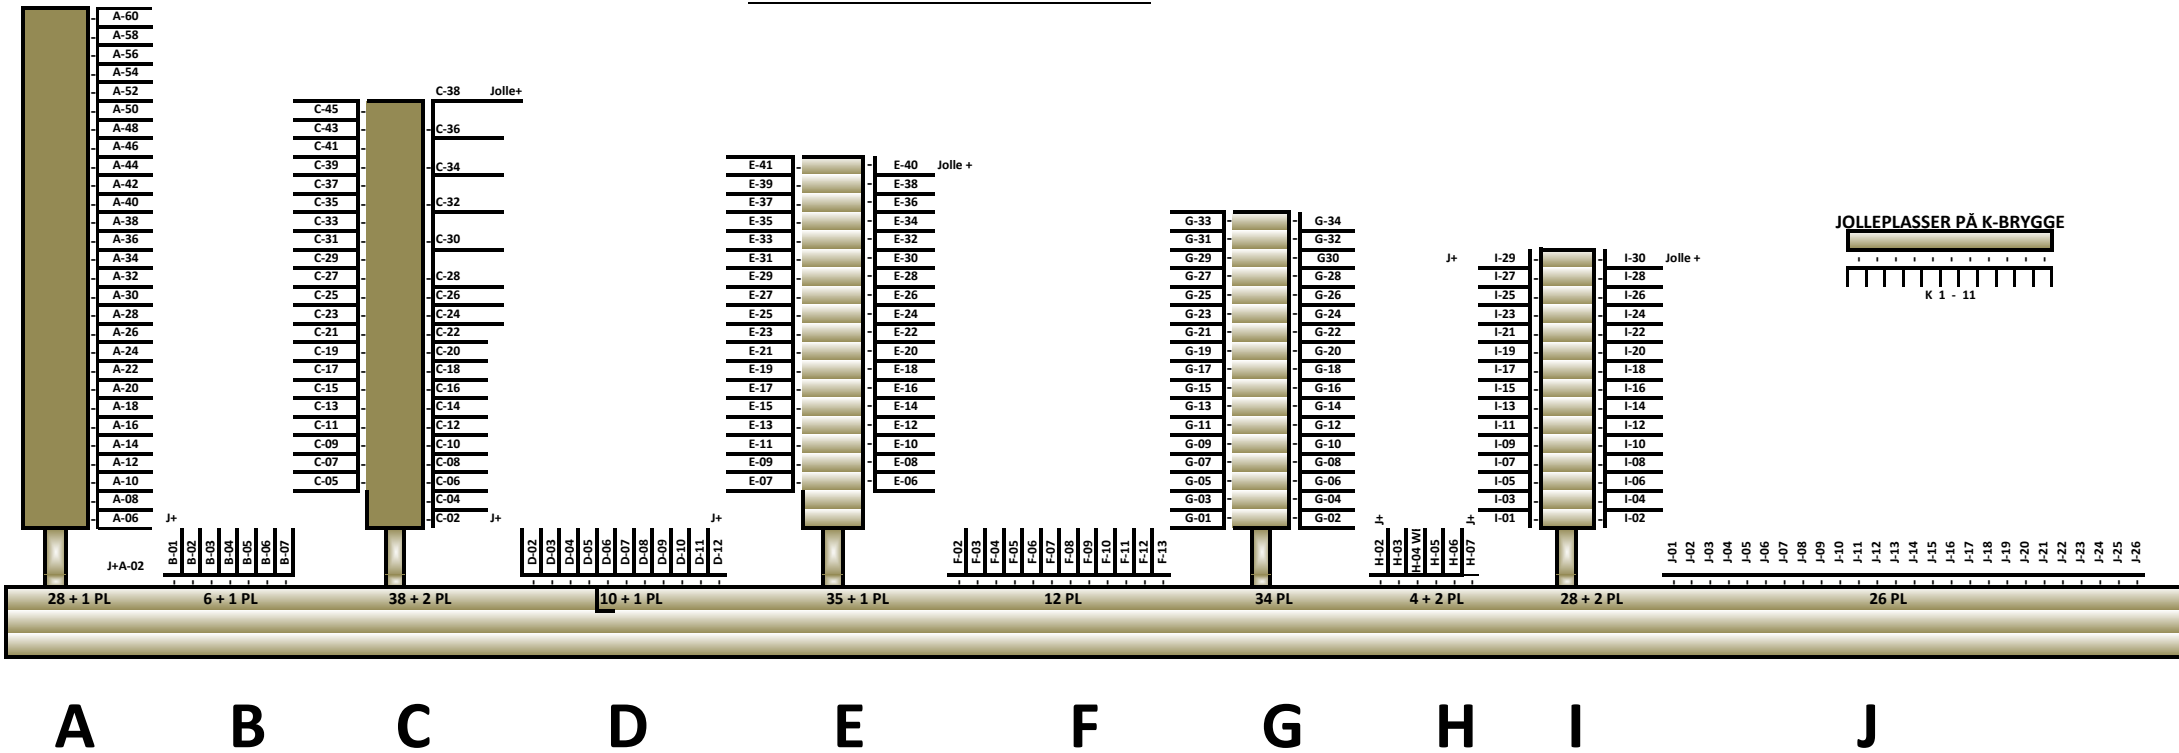 A-60
A-58
A-56
A-54
A-52
A-50
A-48
A-46
A-44
A-42
A-40
A-38
A-36
A-34
A-32
A-30
A-28
A-26
A-24
A-22
A-20
A-18
A-16
A-14
A-12
A-10
A-08
A-06
J+A-02
J+
B-01
B-02
B-03
B-04
B-05
B-06
B-07
C-45
C-43
C-41
C-39
C-37
C-35
C-33
C-31
C-29
C-27
C-25
C-23
C-21
C-19
C-17
C-15
C-13
C-11
C-09
C-07
C-05
C-38 Jolle+
C-36
C-34
C-32
C-30
C-28
C-26
C-24
C-22
C-20
C-18
C-16
C-14
C-12
C-10
C-08
C-06
C-04
C-02 J+
D-02
D-03
D-04
D-05
D-06
D-07
D-08
D-09
D-10
D-11
D-12
J+
E-41
E-39
E-37
E-35
E-33
E-31
E-29
E-27
E-25
E-23
E-21
E-19
E-17
E-15
E-13
E-11
E-09
E-07
E-40 Jolle +
E-38
E-36
E-34
E-32
E-30
E-28
E-26
E-24
E-22
E-20
E-18
E-16
E-14
E-12
E-10
E-08
E-06
F-02
F-03
F-04
F-05
F-06
F-07
F-08
F-09
F-10
F-11
F-12
F-13
G-33
G-31
G-29
G-27
G-25
G-23
G-21
G-19
G-17
G-15
G-13
G-11
G-09
G-07
G-05
G-03
G-01
G-34
G-32
G30
G-28
G-26
G-24
G-22
G-20
G-18
G-16
G-14
G-12
G-10
G-08
G-06
G-04
G-02
J+
H-02
H-03
H-04 WI
H-05
H-06
H-07
J+
J+ I-29
I-27
I-25
I-23
I-21
I-19
I-17
I-15
I-13
I-11
I-09
I-07
I-05
I-03
I-01
I-30 Jolle +
I-28
I-26
I-24
I-22
I-20
I-18
I-16
I-14
I-12
I-10
I-08
I-06
I-04
I-02
JOLLEPLASSER PÅ K-BRYGGE
K 1 - 11
J-01
J-02
J-03
J-04
J-05
J-06
J-07
J-08
J-09
J-10
J-11
J-12
J-13
J-14
J-15
J-16
J-17
J-18
J-19
J-20
J-21
J-22
J-23
J-24
J-25
J-26
28 + 1 PL 6 + 1 PL 38 + 2 PL 10 + 1 PL 35 + 1 PL 12 PL 34 PL 4 + 2 PL 28 + 2 PL 26 PL
A B C D E F G H I J